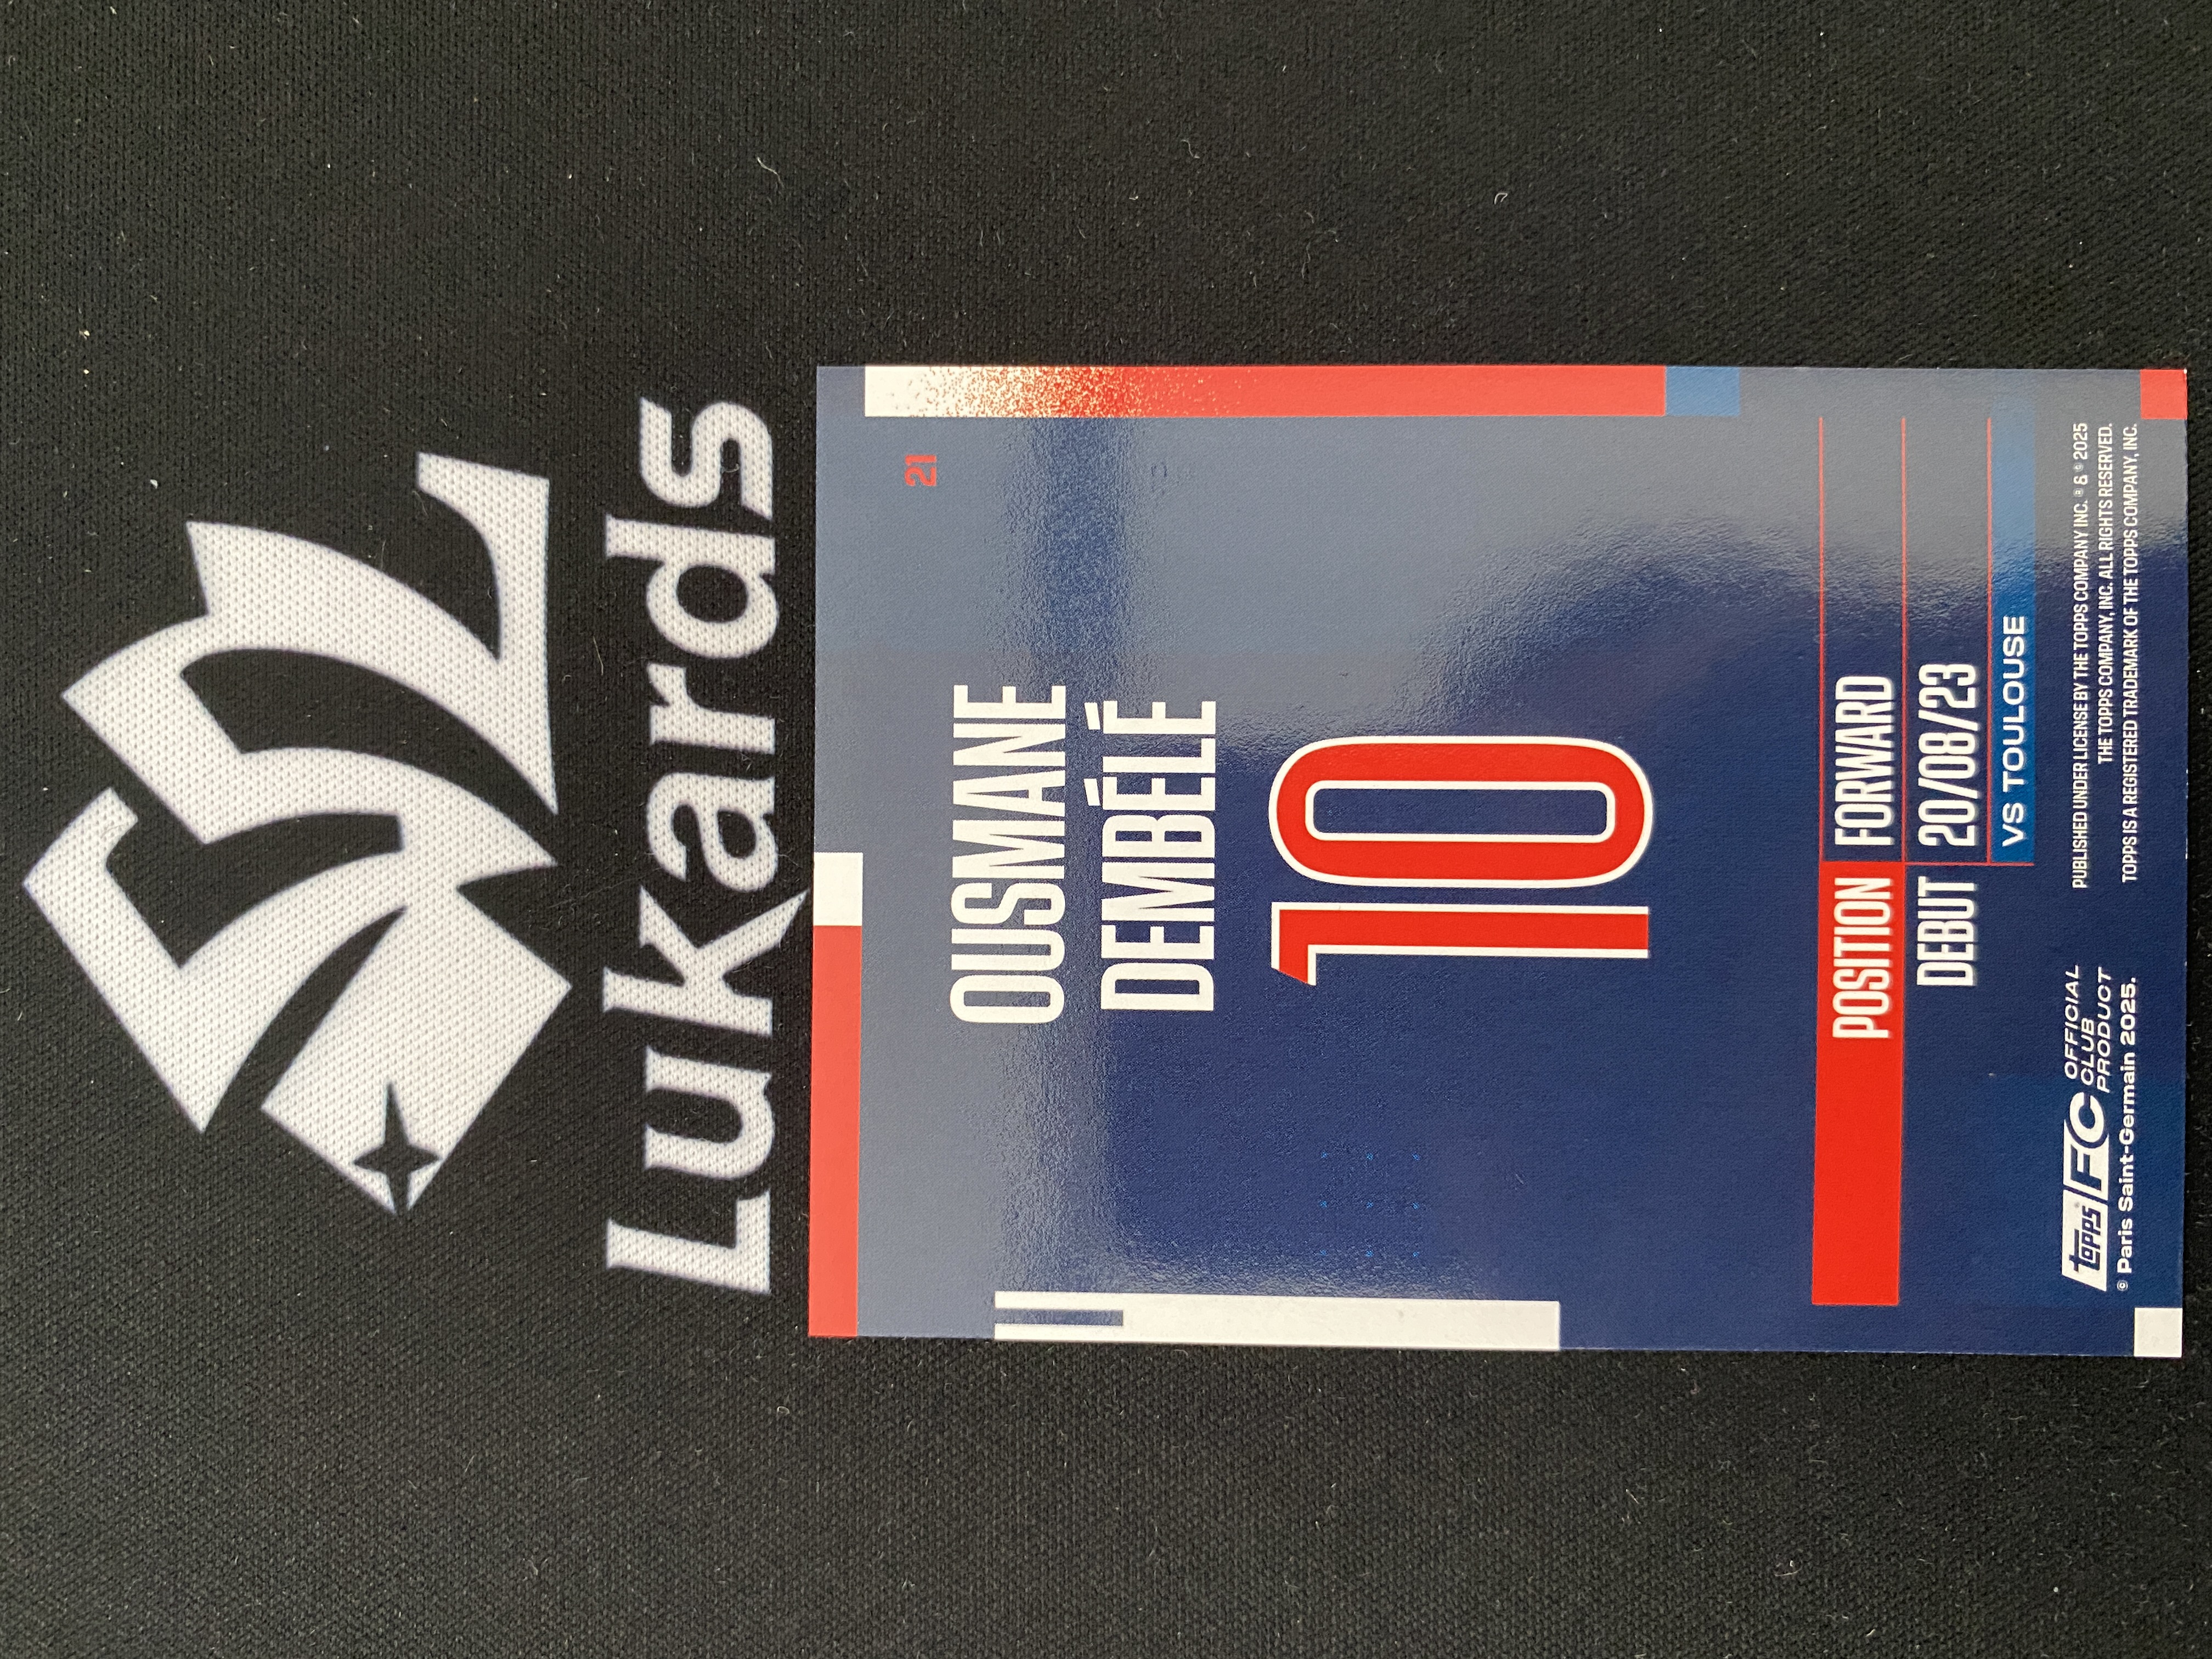 Lukards
21
OUSMANE
DEMBÉLÉ
10
POSITION FORWARD
DEBUT 20/08/23
VS TOULOUSE
topps FC OFFICIAL
CLUB
PRODUCT
© Paris Saint-Germain 2025.
PUBLISHED UNDER LICENSE BY THE TOPPS COMPANY INC. ® & © 2025
THE TOPPS COMPANY, INC. ALL RIGHTS RESERVED.
TOPPS IS A REGISTERED TRADEMARK OF THE TOPPS COMPANY, INC.